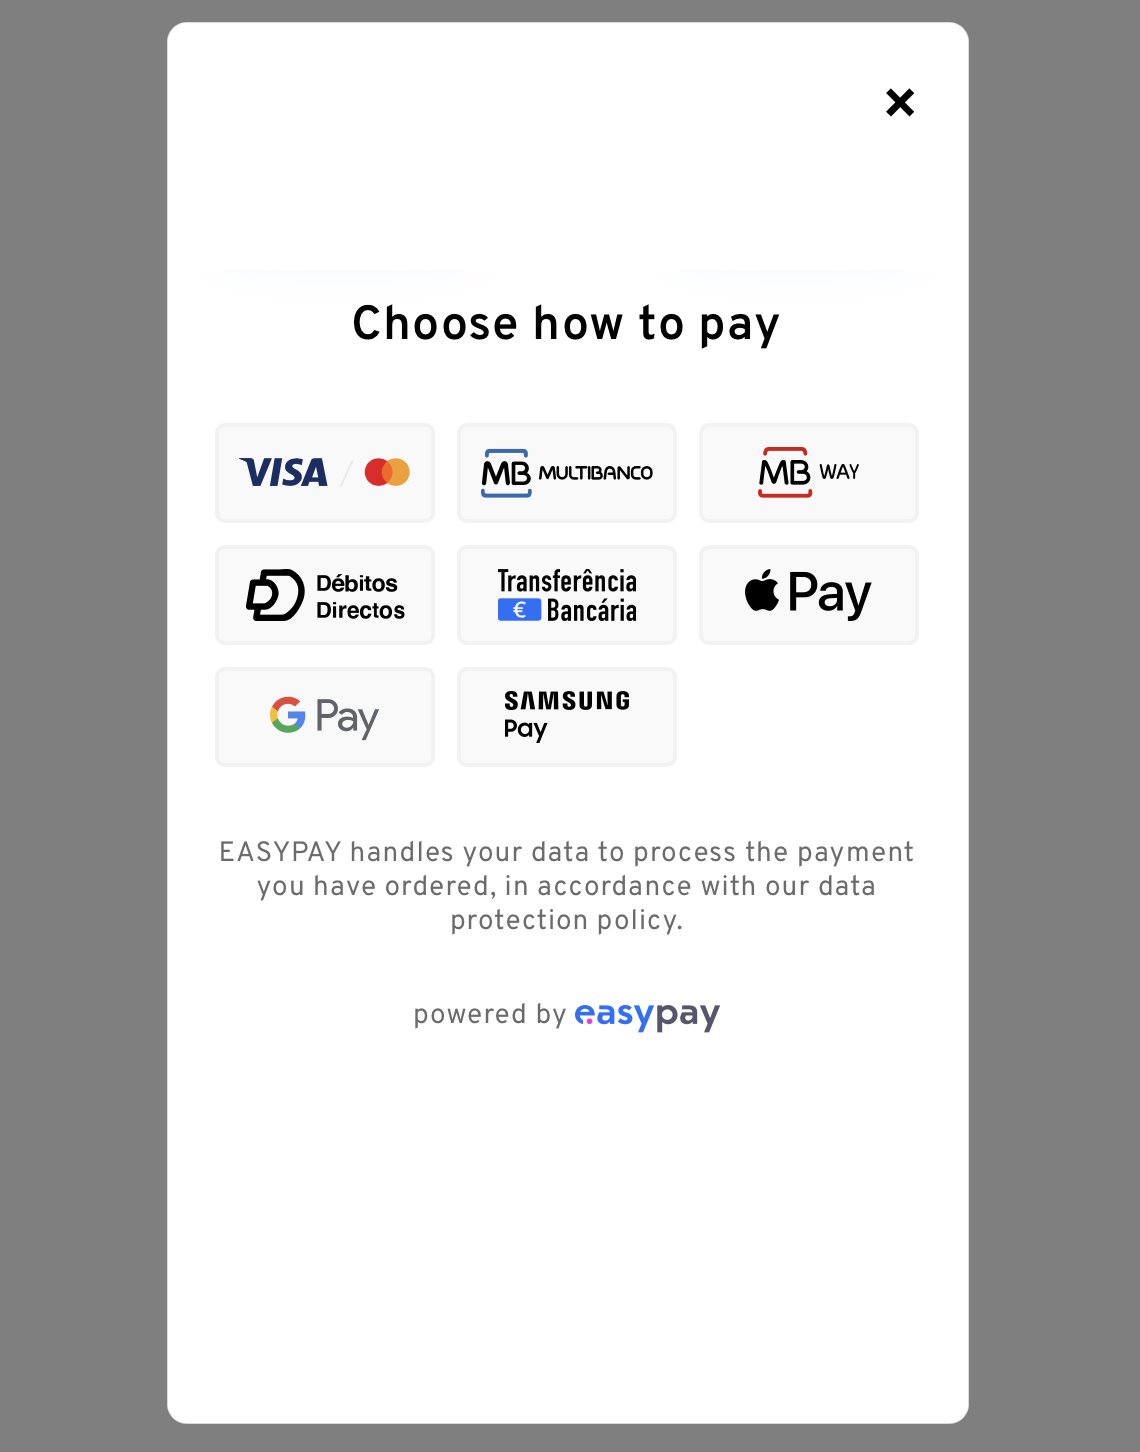 Choose how to pay
VISA
MB MULTIBANCO
MB WAY
Débitos
Directos
Transferência
€ Bancária
Pay
G Pay
SAMSUNG
Pay
EASYPAY handles your data to process the payment
you have ordered, in accordance with our data
protection policy.
powered by easypay